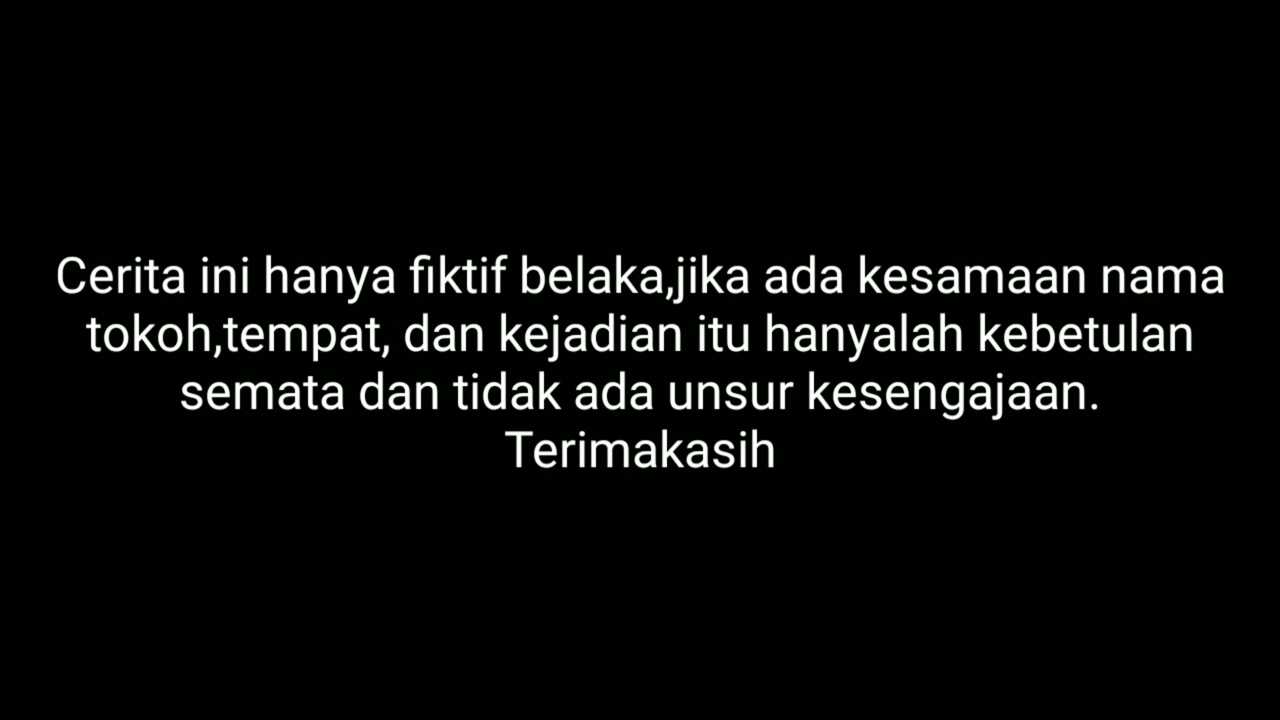 Cerita ini hanya fiktif belaka,jika ada kesamaan nama
tokoh,tempat, dan kejadian itu hanyalah kebetulan
semata dan tidak ada unsur kesengajaan.
Terimakasih